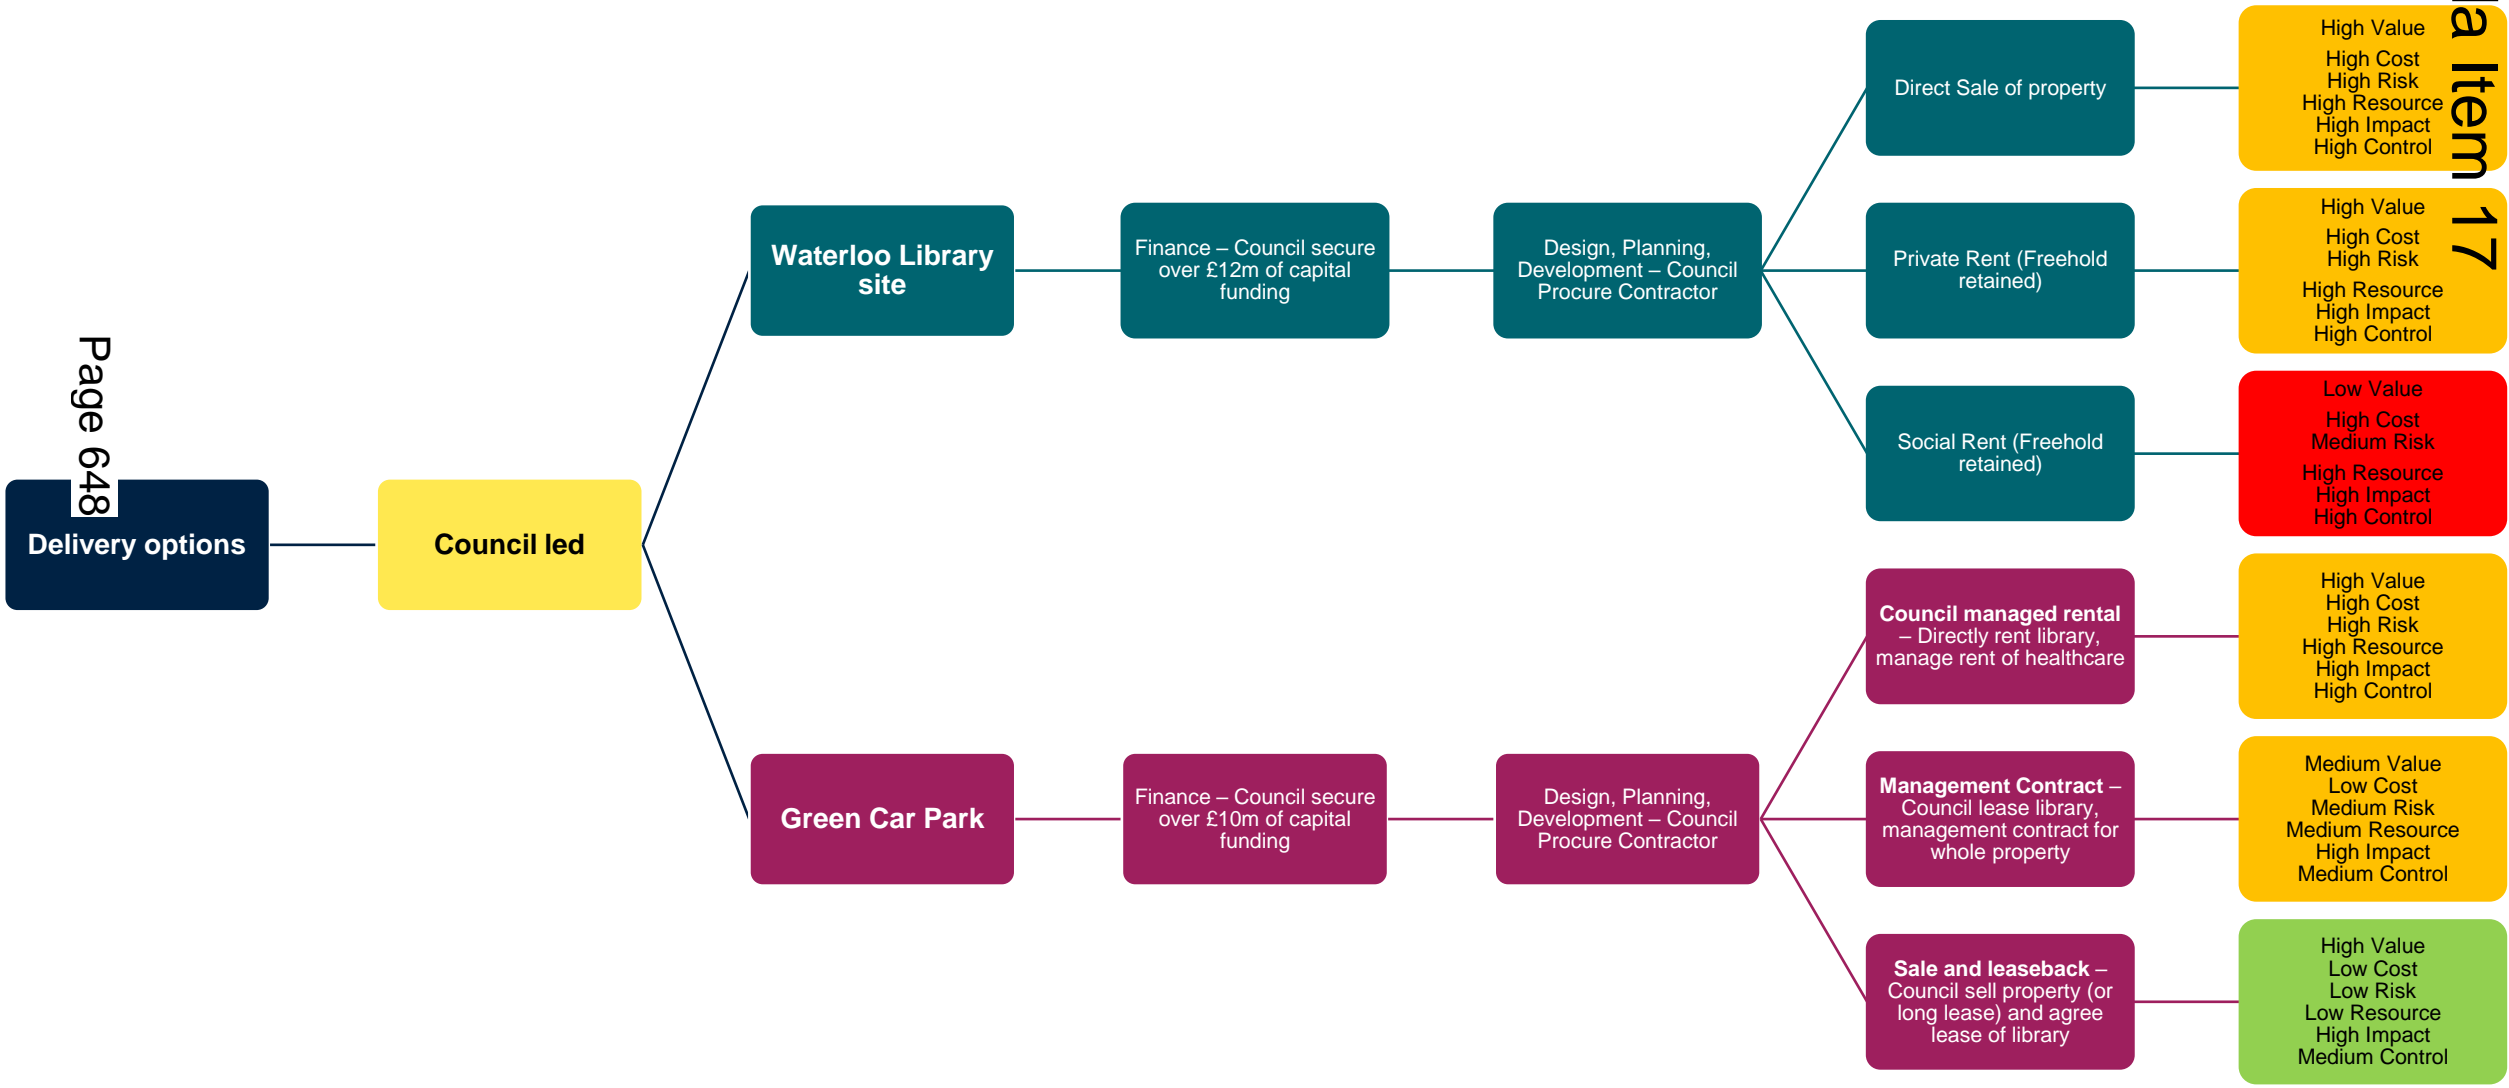 Page 648
Delivery options
Council led
Waterloo Library
site
Finance – Council secure
over £12m of capital
funding
Design, Planning,
Development – Council
Procure Contractor
Direct Sale of property
High Value
High Cost
High Risk
High Resource
High Impact
High Control
Private Rent (Freehold
retained)
High Value
High Cost
High Risk
High Resource
High Impact
High Control
Social Rent (Freehold
retained)
Low Value
High Cost
Medium Risk
High Resource
High Impact
High Control
Green Car Park
Finance – Council secure
over £10m of capital
funding
Design, Planning,
Development – Council
Procure Contractor
Council managed rental
– Directly rent library,
manage rent of healthcare
High Value
High Cost
High Risk
High Resource
High Impact
High Control
Management Contract –
Council lease library,
management contract for
whole property
Medium Value
Low Cost
Medium Risk
Medium Resource
High Impact
Medium Control
Sale and leaseback –
Council sell property (or
long lease) and agree
lease of library
High Value
Low Cost
Low Risk
Low Resource
High Impact
Medium Control
a Item 17